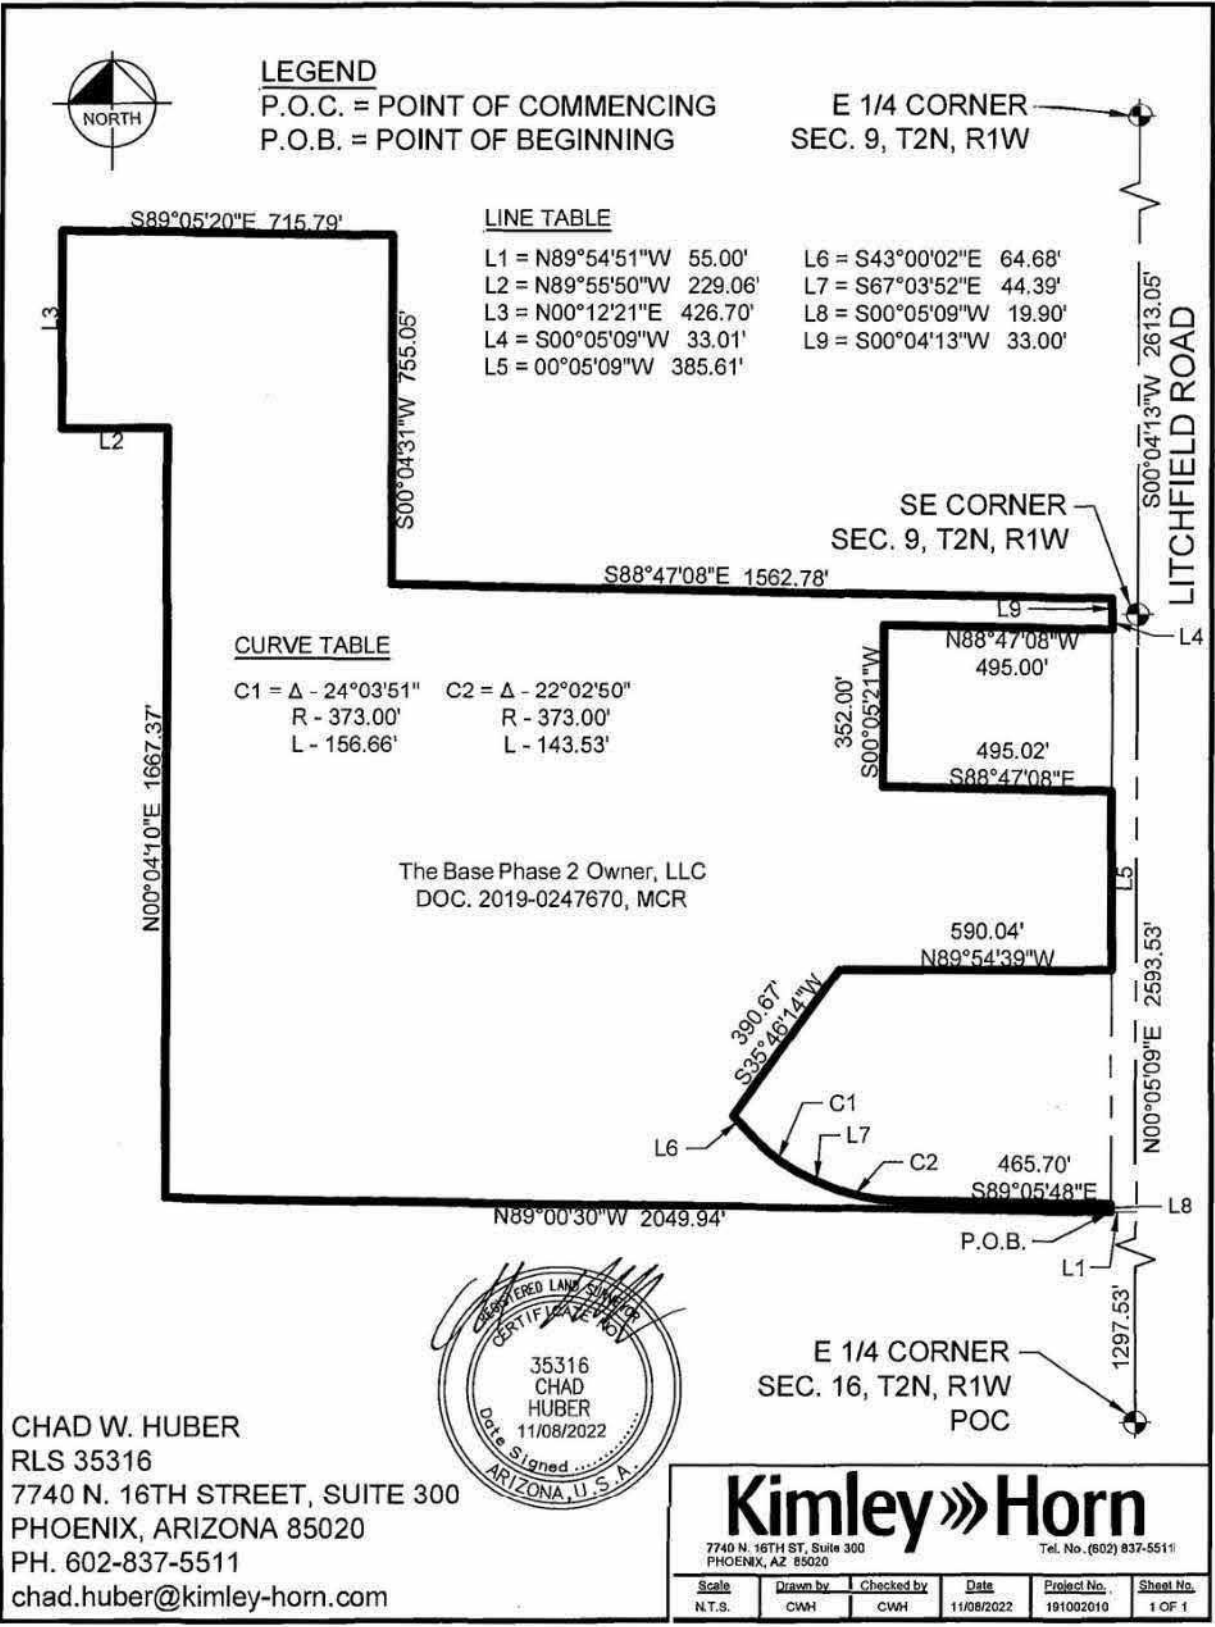 LEGEND
P.O.C. = POINT OF COMMENCING
P.O.B. = POINT OF BEGINNING
NORTH
E 1/4 CORNER
SEC. 9, T2N, R1W
S89°05'20"E 715.79'
LINE TABLE
L1 = N89°54'51"W 55.00'
L2 = N89°55'50"W 229.06'
L3 = N00°12'21"E 426.70'
L4 = S00°05'09"W 33.01'
L5 = 00°05'09"W 385.61'
L6 = S43°00'02"E 64.68'
L7 = S67°03'52"E 44.39'
L8 = S00°05'09"W 19.90'
L9 = S00°04'13"W 33.00'
L3
L2
S00°04'31"W 755.05'
S00°04'13"W 2613.05'
LITCHFIELD ROAD
SE CORNER
SEC. 9, T2N, R1W
S88°47'08"E 1562.78'
L9
L4
N88°47'08"W
495.00'
CURVE TABLE
C1 = Δ - 24°03'51"
R - 373.00'
L - 156.66'
C2 = Δ - 22°02'50"
R - 373.00'
L - 143.53'
352.00'
S00°05'21"W
495.02'
S88°47'08"E
N00°04'10"E 1667.37'
The Base Phase 2 Owner, LLC
DOC. 2019-0247670, MCR
L5
590.04'
N89°54'39"W
N00°05'09"E 2593.53'
390.67'
S35°46'14"W
C1
L7
L6
C2
465.70'
S89°05'48"E
L8
N89°00'30"W 2049.94'
P.O.B.
L1
1297.53'
REGISTERED LAND SURVEYOR
CERTIFICATE NO.
35316
CHAD
HUBER
11/08/2022
Date Signed
ARIZONA, U.S.A.
E 1/4 CORNER
SEC. 16, T2N, R1W
POC
CHAD W. HUBER
RLS 35316
7740 N. 16TH STREET, SUITE 300
PHOENIX, ARIZONA 85020
PH. 602-837-5511
chad.huber@kimley-horn.com
Kimley»Horn
7740 N. 16TH ST, Suite 300
PHOENIX, AZ 85020
Tel. No. (602) 837-5511
Scale
N.T.S.
Drawn by
CWH
Checked by
CWH
Date
11/08/2022
Project No.
191002010
Sheet No.
1 OF 1